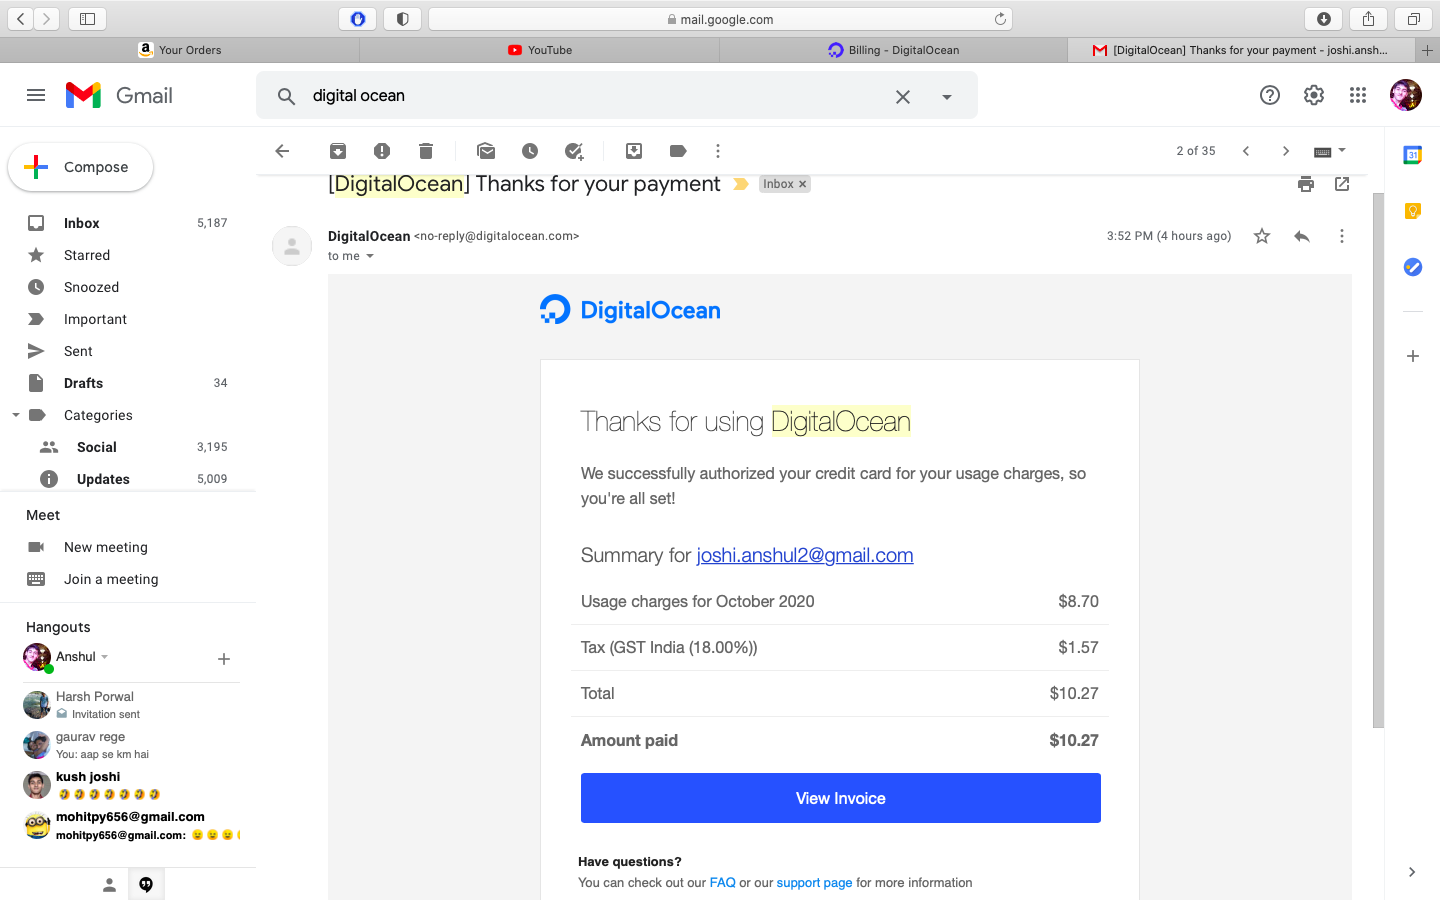 mail.google.com
Your Orders
YouTube
Billing - DigitalOcean
[DigitalOcean] Thanks for your payment - joshi.ansh...
Gmail
digital ocean
Compose
2 of 35
[DigitalOcean] Thanks for your payment
Inbox
Inbox 5,187
Starred
Snoozed
Important
Sent
Drafts 34
Categories
Social 3,195
Updates 5,009
Meet
New meeting
Join a meeting
Hangouts
Anshul
Harsh Porwal
Invitation sent
gaurav rege
You: aap se km hai
kush joshi
🤣🤣🤣🤣🤣🤣🤣
mohitpy656@gmail.com
mohitpy656@gmail.com:
DigitalOcean <no-reply@digitalocean.com>
3:52 PM (4 hours ago)
to me
DigitalOcean
Thanks for using DigitalOcean
We successfully authorized your credit card for your usage charges, so
you're all set!
Summary for joshi.anshul2@gmail.com
Usage charges for October 2020 $8.70
Tax (GST India (18.00%)) $1.57
Total $10.27
Amount paid $10.27
View Invoice
Have questions?
You can check out our FAQ or our support page for more information
31